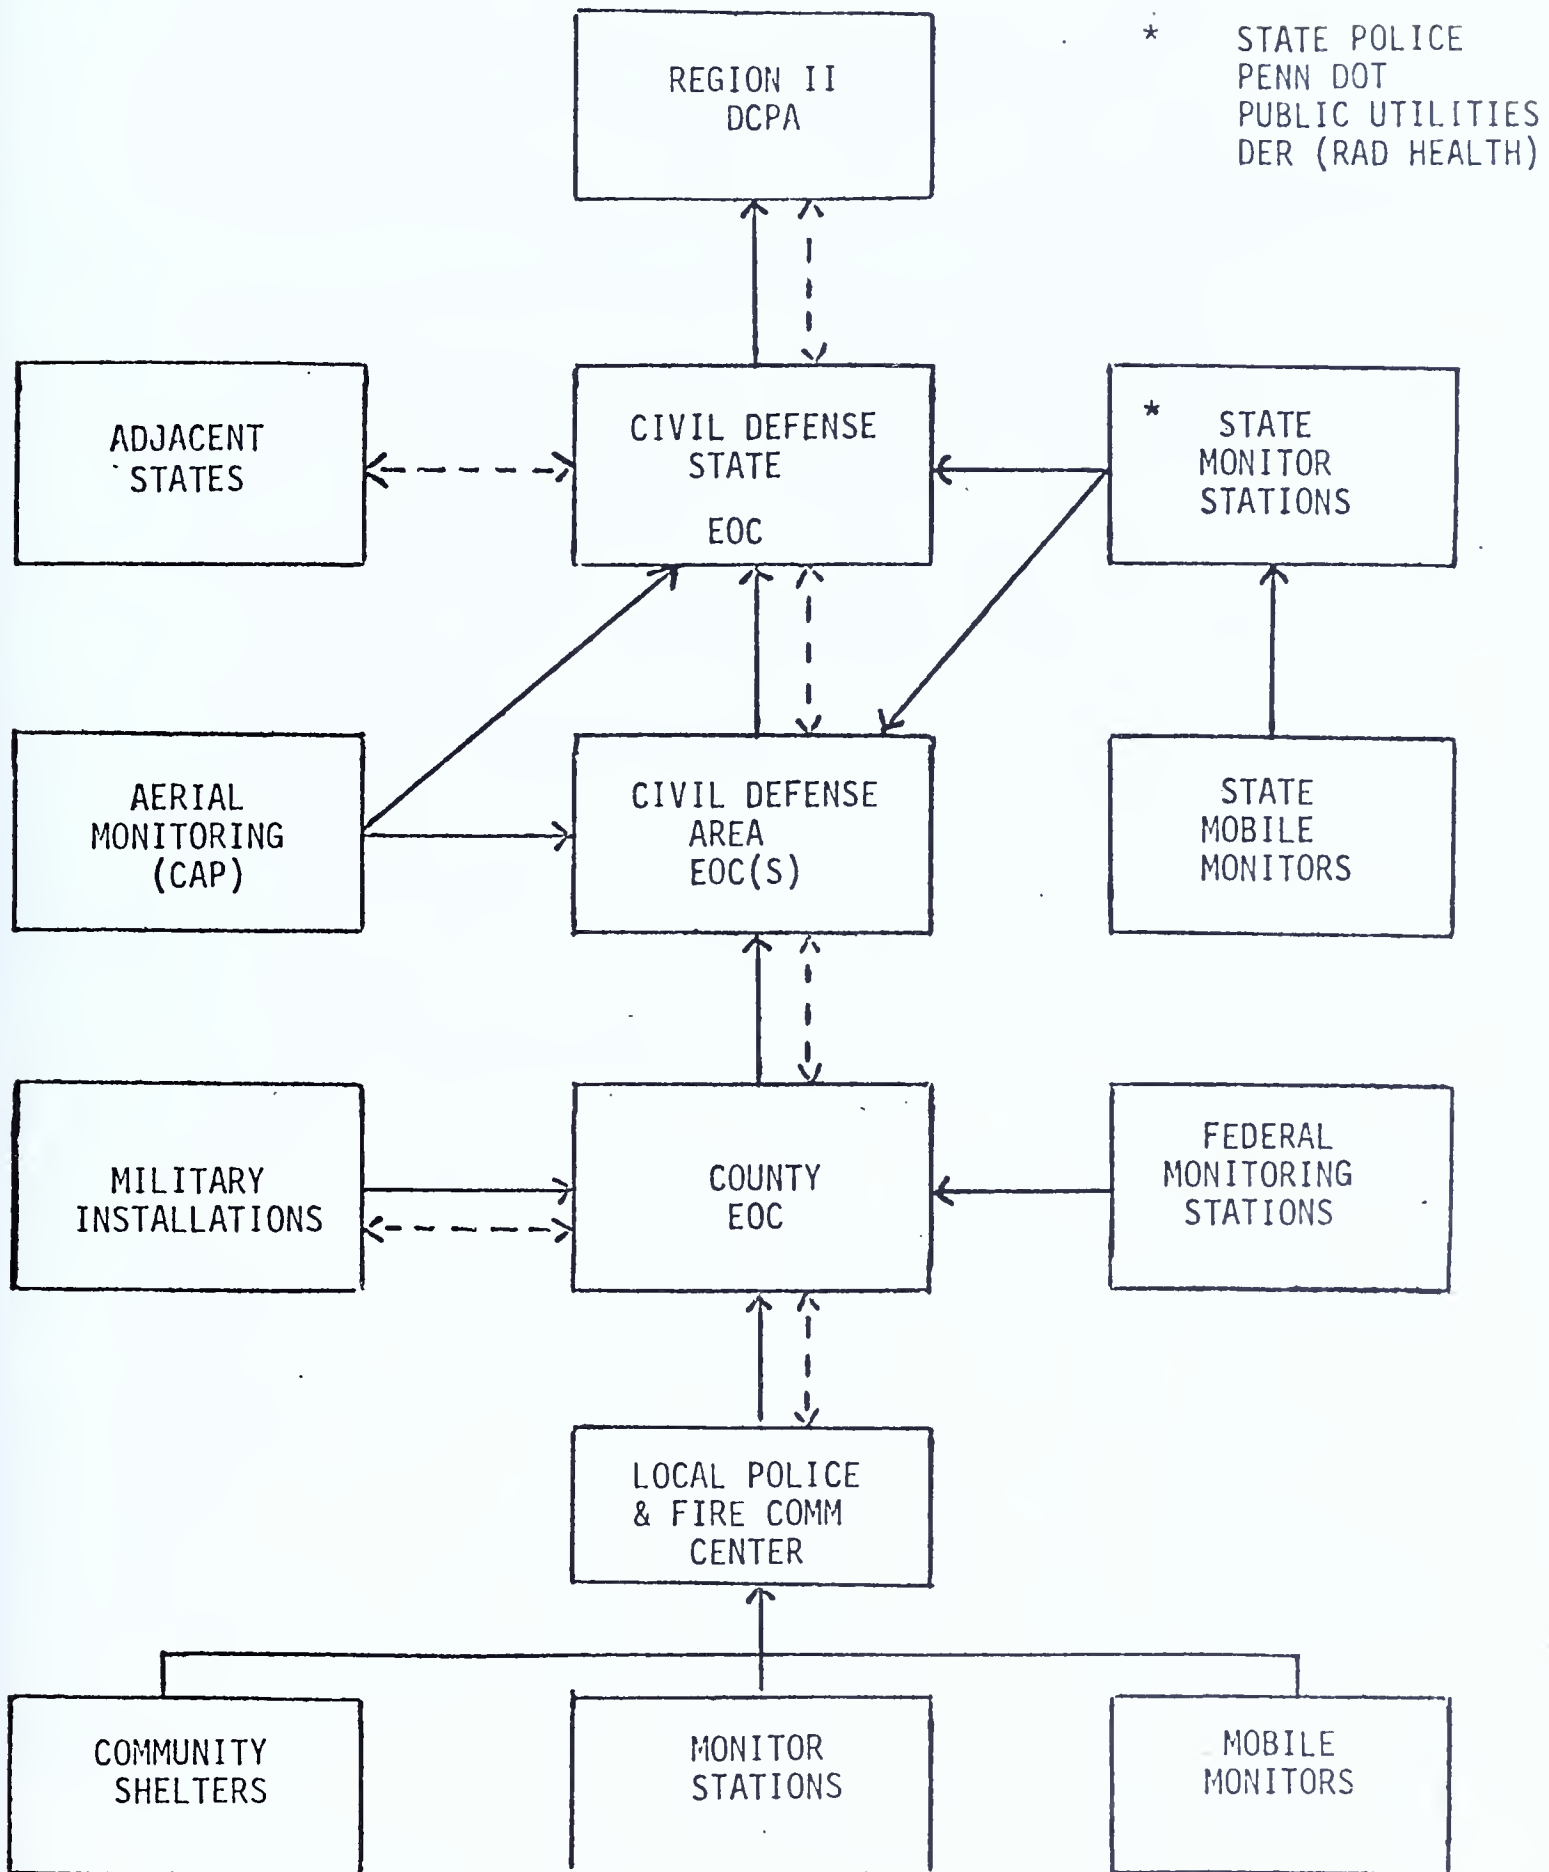 REGION II
DCPA
* STATE POLICE
PENN DOT
PUBLIC UTILITIES
DER (RAD HEALTH)
ADJACENT
STATES
CIVIL DEFENSE
STATE
EOC
* STATE
MONITOR
STATIONS
AERIAL
MONITORING
(CAP)
CIVIL DEFENSE
AREA
EOC(S)
STATE
MOBILE
MONITORS
MILITARY
INSTALLATIONS
COUNTY
EOC
FEDERAL
MONITORING
STATIONS
LOCAL POLICE
& FIRE COMM
CENTER
COMMUNITY
SHELTERS
MONITOR
STATIONS
MOBILE
MONITORS